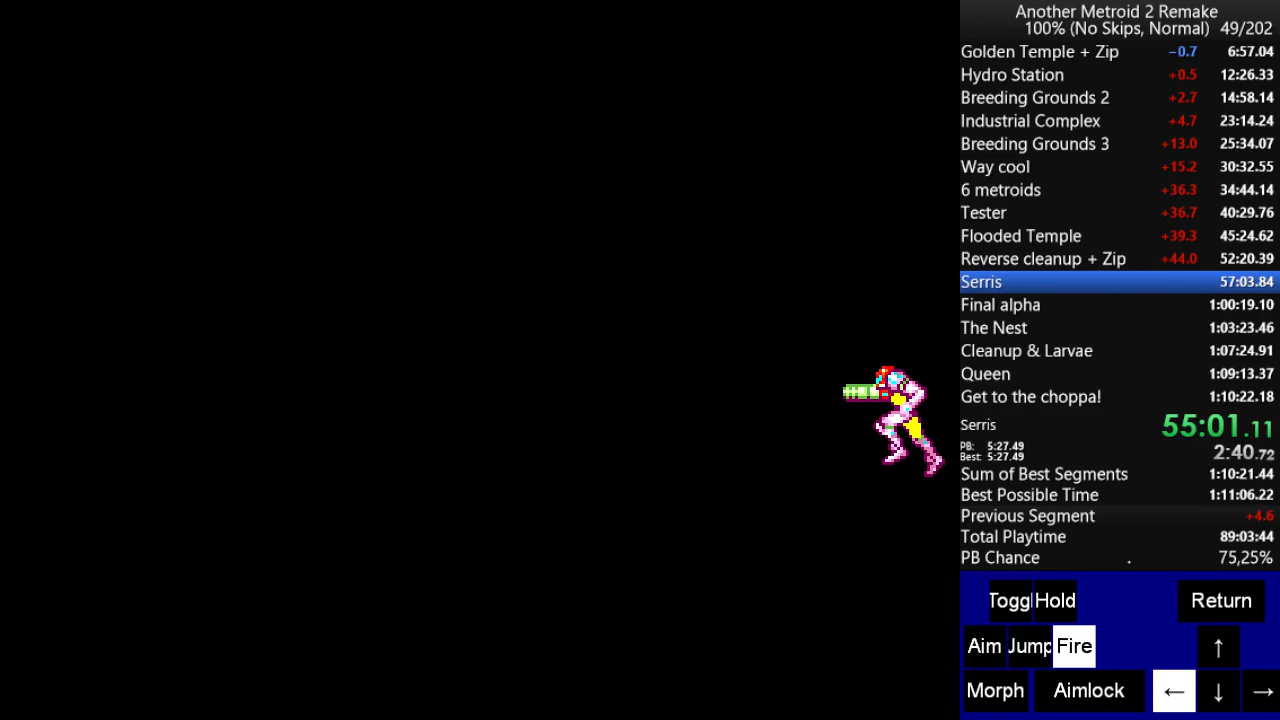 Another Metroid 2 Remake
100% (No Skips, Normal) 49/202
Golden Temple + Zip −0.7 6:57.04
Hydro Station +0.5 12:26.33
Breeding Grounds 2 +2.7 14:58.14
Industrial Complex +4.7 23:14.24
Breeding Grounds 3 +13.0 25:34.07
Way cool +15.2 30:32.55
6 metroids +36.3 34:44.14
Tester +36.7 40:29.76
Flooded Temple +39.3 45:24.62
Reverse cleanup + Zip +44.0 52:20.39
Serris 57:03.84
Final alpha 1:00:19.10
The Nest 1:03:23.46
Cleanup & Larvae 1:07:24.91
Queen 1:09:13.37
Get to the choppa! 1:10:22.18
Serris 55:01.11
PB: 5:27.49
Best: 5:27.49 2:40.72
Sum of Best Segments 1:10:21.44
Best Possible Time 1:11:06.22
Previous Segment +4.6
Total Playtime 89:03:44
PB Chance . 75,25%
Toggl Hold Return
Aim Jump Fire ↑
Morph Aimlock ← ↓ →